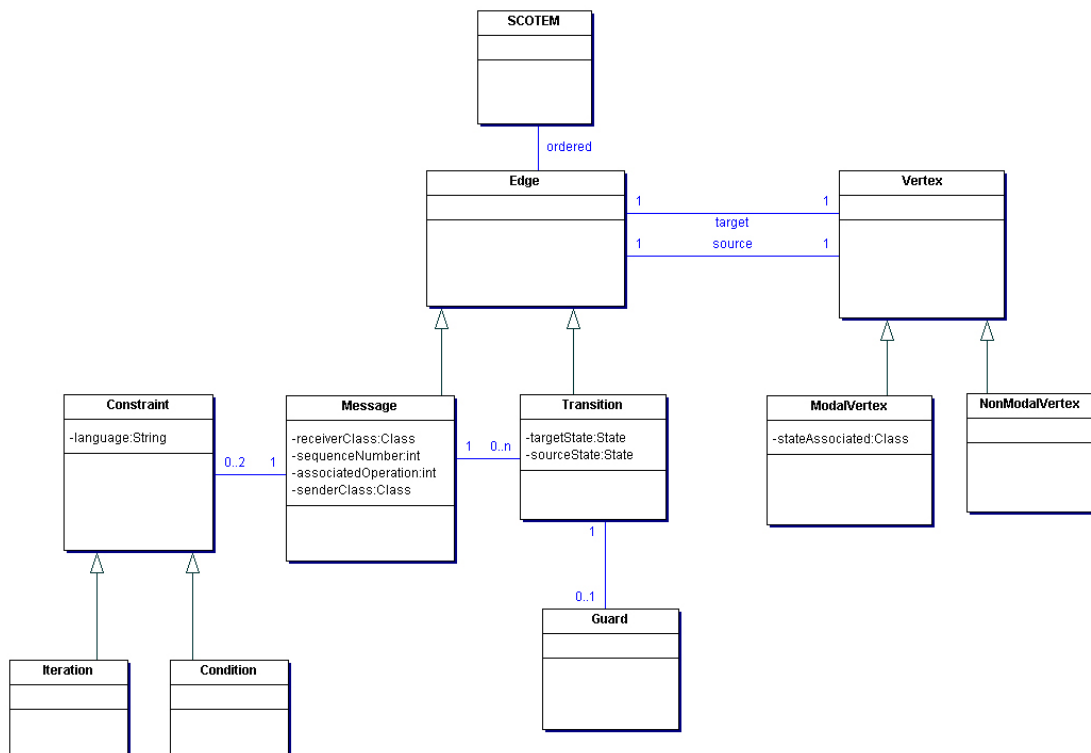 SCOTEM
ordered
Edge
Vertex
1 1
target
source
1 1
Constraint
-language:String
Message
-receiverClass:Class
-sequenceNumber:int
-associatedOperation:int
-senderClass:Class
Transition
-targetState:State
-sourceState:State
ModalVertex
-stateAssociated:Class
NonModalVertex
0..2 1
1 0..n
1
0..1
Guard
Iteration
Condition